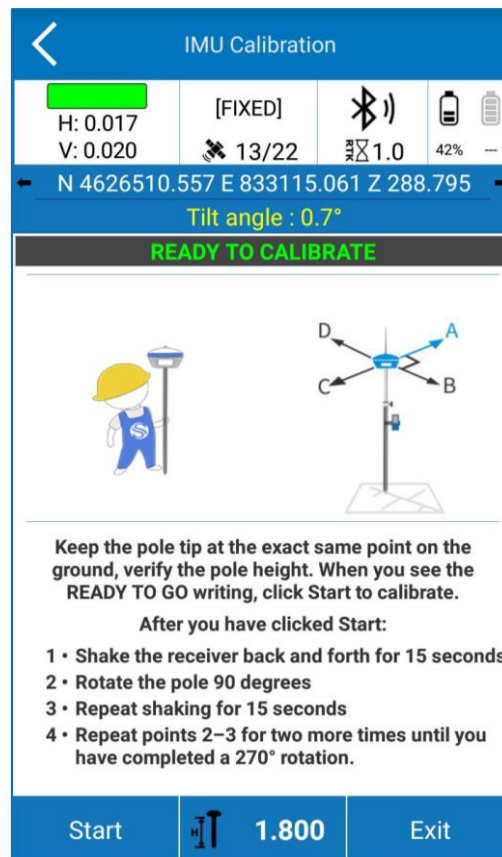 IMU Calibration
H: 0.017
V: 0.020
[FIXED]
13/22
RTK 1.0
42%
---
N 4626510.557 E 833115.061 Z 288.795
Tilt angle : 0.7°
READY TO CALIBRATE
D
A
C
B
Keep the pole tip at the exact same point on the
ground, verify the pole height. When you see the
READY TO GO writing, click Start to calibrate.
After you have clicked Start:
1 • Shake the receiver back and forth for 15 seconds
2 • Rotate the pole 90 degrees
3 • Repeat shaking for 15 seconds
4 • Repeat points 2–3 for two more times until you
have completed a 270° rotation.
Start
H
1.800
Exit